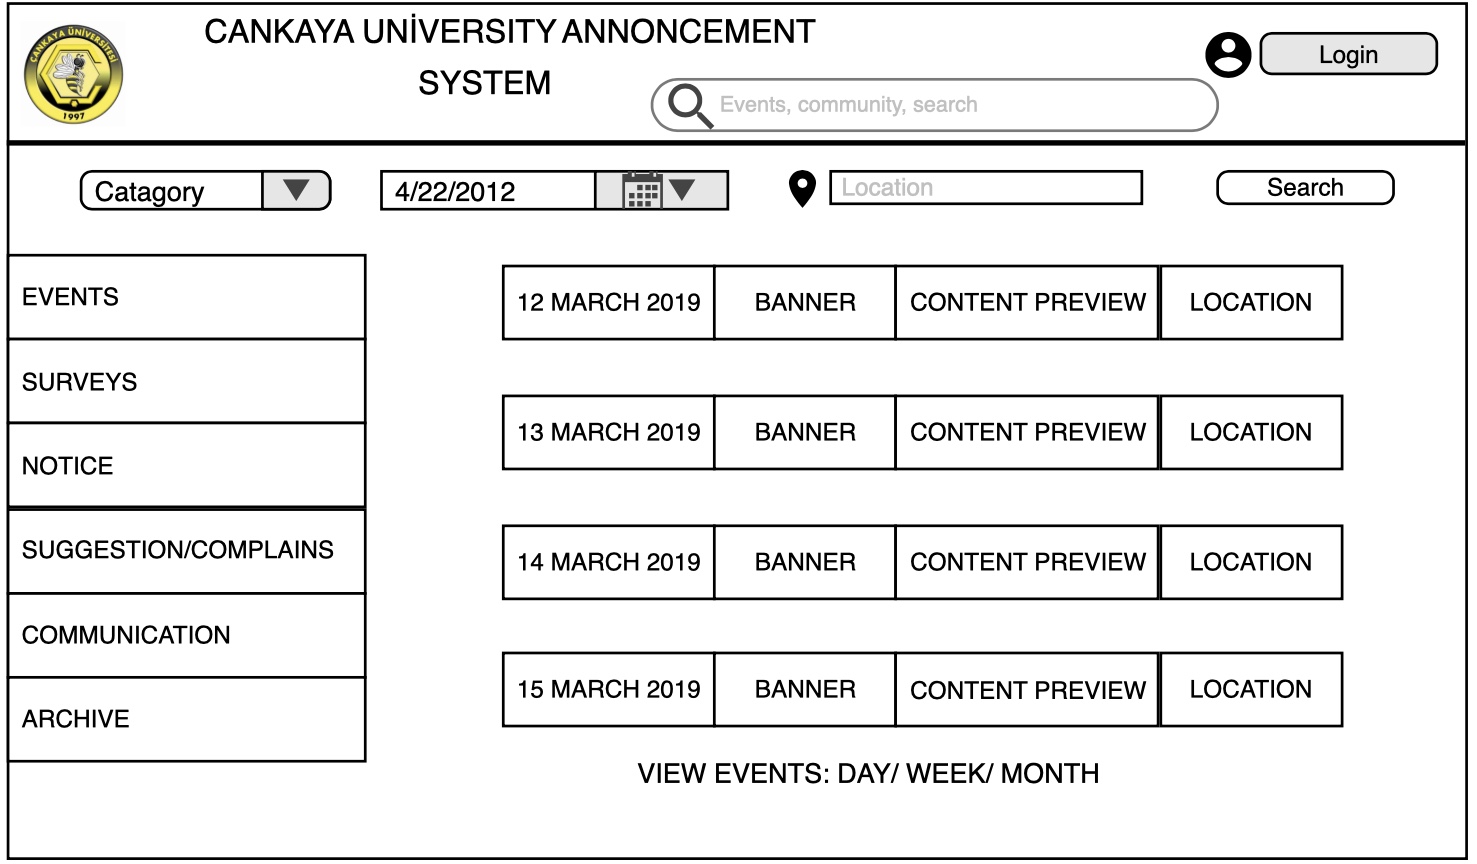 CANKAYA UNİVERSITY ANNONCEMENT
SYSTEM
ÇANKAYA ÜNİVERSİTESİ
1997
Login
Events, community, search
Catagory
4/22/2012
Location
Search
EVENTS
SURVEYS
NOTICE
SUGGESTION/COMPLAINS
COMMUNICATION
ARCHIVE
12 MARCH 2019 BANNER CONTENT PREVIEW LOCATION
13 MARCH 2019 BANNER CONTENT PREVIEW LOCATION
14 MARCH 2019 BANNER CONTENT PREVIEW LOCATION
15 MARCH 2019 BANNER CONTENT PREVIEW LOCATION
VIEW EVENTS: DAY/ WEEK/ MONTH